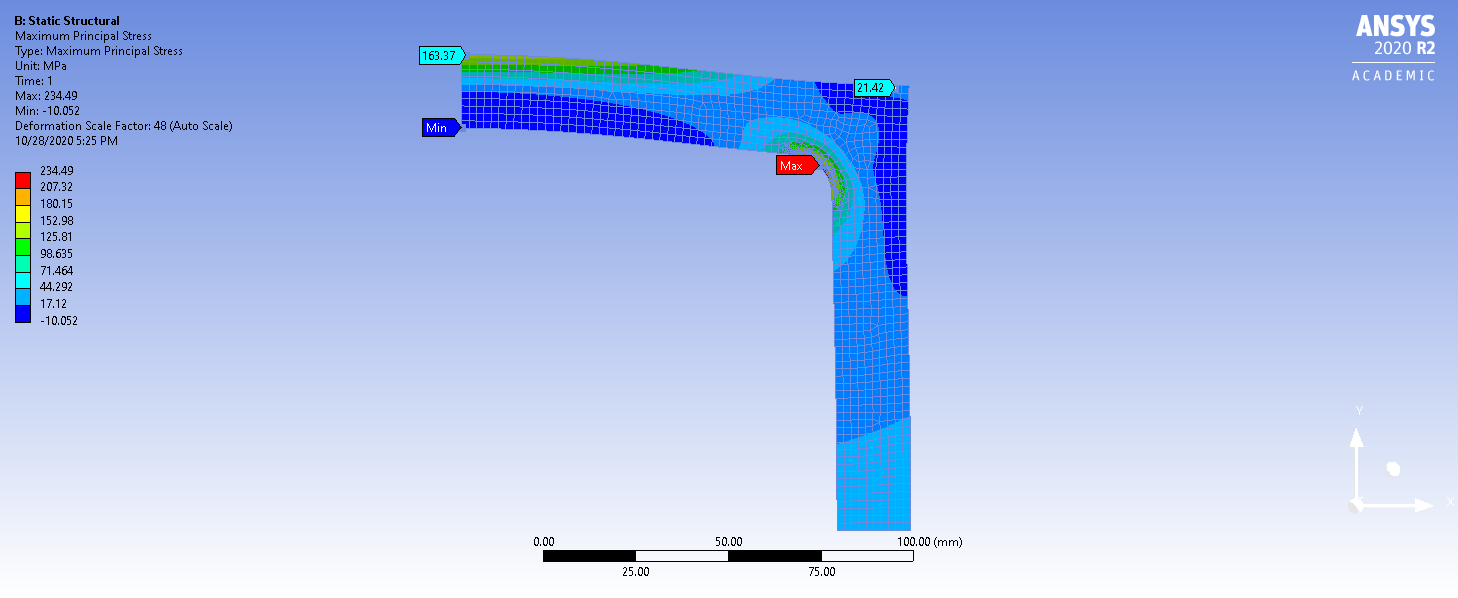 B: Static Structural
Maximum Principal Stress
Type: Maximum Principal Stress
Unit: MPa
Time: 1
Max: 234.49
Min: -10.052
Deformation Scale Factor: 48 (Auto Scale)
10/28/2020 5:25 PM
234.49
207.32
180.15
152.98
125.81
98.635
71.464
44.292
17.12
-10.052
163.37
Min
21.42
Max
ANSYS
2020 R2
ACADEMIC
Y
X
0.00 50.00 100.00 (mm)
25.00 75.00